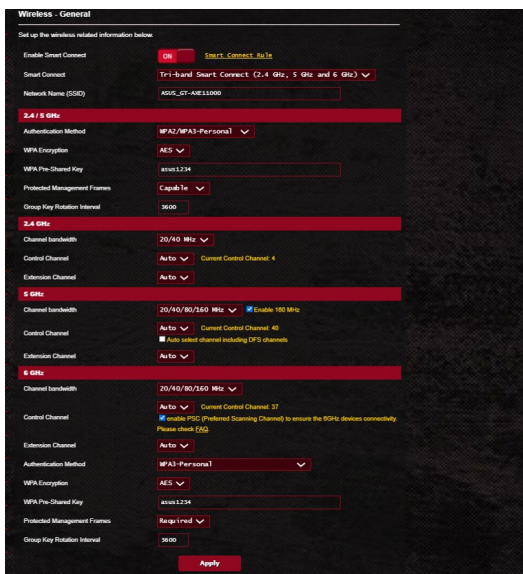 Wireless - General
Set up the wireless related information below.
Enable Smart Connect ON Smart Connect Rule
Smart Connect Tri-band Smart Connect (2.4 GHz, 5 GHz and 6 GHz)
Network Name (SSID) ASUS_GT-AXE11000
2.4 / 5 GHz
Authentication Method WPA2/WPA3-Personal
WPA Encryption AES
WPA Pre-Shared Key asus1234
Protected Management Frames Capable
Group Key Rotation Interval 3600
2.4 GHz
Channel bandwidth 20/40 MHz
Control Channel Auto Current Control Channel: 4
Extension Channel Auto
5 GHz
Channel bandwidth 20/40/80/160 MHz Enable 160 MHz
Control Channel Auto Current Control Channel: 40
Auto select channel including DFS channels
Extension Channel Auto
6 GHz
Channel bandwidth 20/40/80/160 MHz
Control Channel Auto Current Control Channel: 37
enable PSC (Preferred Scanning Channel) to ensure the 6GHz devices connectivity.
Please check FAQ
Extension Channel Auto
Authentication Method WPA3-Personal
WPA Encryption AES
WPA Pre-Shared Key asus1234
Protected Management Frames Required
Group Key Rotation Interval 3600
Apply